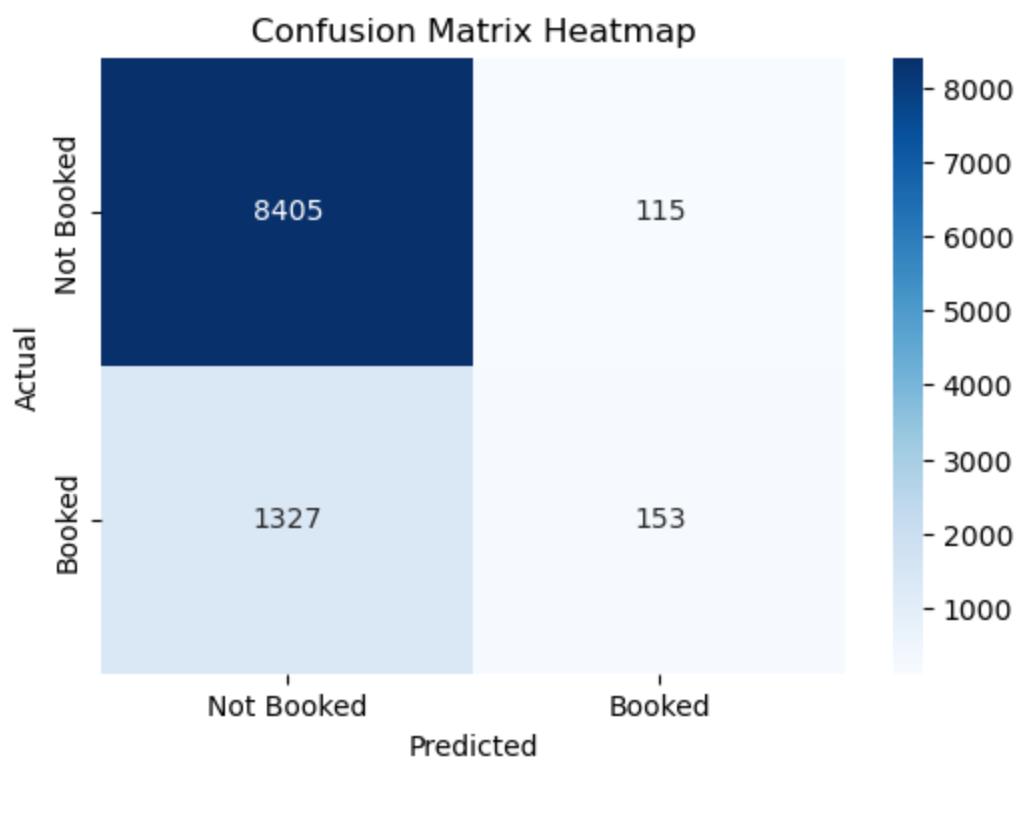 Confusion Matrix Heatmap
Actual
Not Booked
Booked
8405
115
1327
153
Not Booked
Booked
Predicted
8000
7000
6000
5000
4000
3000
2000
1000